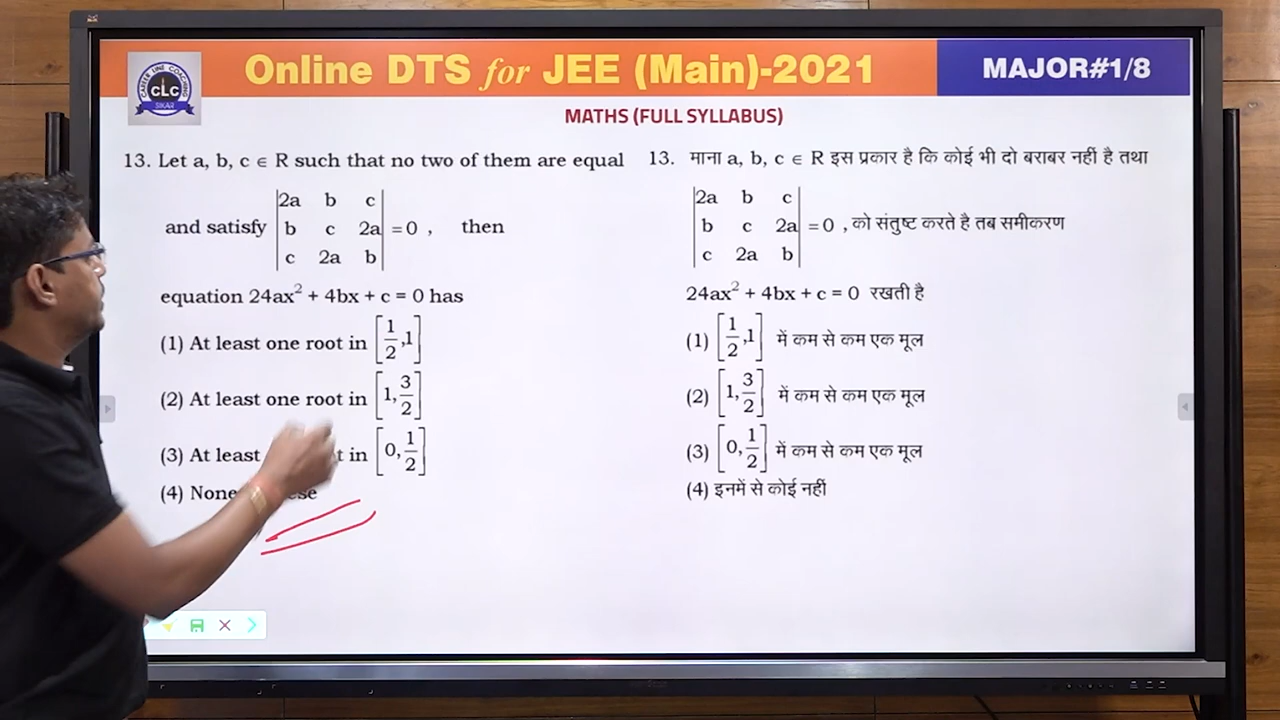 Online DTS for JEE (Main)-2021
MAJOR#1/8
CAREER LINE COACHING
CLC
SIKAR
MATHS (FULL SYLLABUS)
13. Let a, b, c ∈ R such that no two of them are equal
and satisfy |2a b c| = 0 , then
|b c 2a|
|c 2a b|
equation 24ax² + 4bx + c = 0 has
(1) At least one root in [1/2, 1]
(2) At least one root in [1, 3/2]
(3) At least t in [0, 1/2]
(4) None
13. माना a, b, c ∈ R इस प्रकार है कि कोई भी दो बराबर नहीं है तथा
|2a b c|
|b c 2a| = 0 , को संतुष्ट करते है तब समीकरण
|c 2a b|
24ax² + 4bx + c = 0 रखती है
(1) [1/2, 1] में कम से कम एक मूल
(2) [1, 3/2] में कम से कम एक मूल
(3) [0, 1/2] में कम से कम एक मूल
(4) इनमें से कोई नहीं